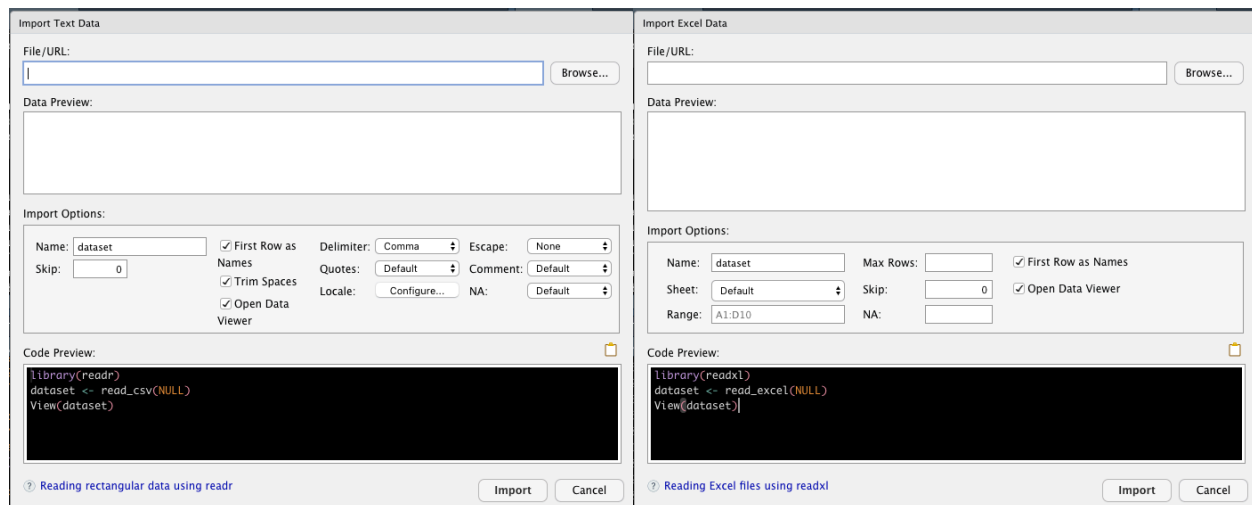 Import Text Data
File/URL:
Browse...
Data Preview:
Import Options:
Name: dataset
Skip: 0
First Row as
Names
Trim Spaces
Open Data
Viewer
Delimiter: Comma
Quotes: Default
Locale: Configure...
Escape: None
Comment: Default
NA: Default
Code Preview:
library(readr)
dataset <- read_csv(NULL)
View(dataset)
? Reading rectangular data using readr
Import
Cancel
Import Excel Data
File/URL:
Browse...
Data Preview:
Import Options:
Name: dataset
Sheet: Default
Range: A1:D10
Max Rows:
Skip: 0
NA:
First Row as Names
Open Data Viewer
Code Preview:
library(readxl)
dataset <- read_excel(NULL)
View(dataset)
? Reading Excel files using readxl
Import
Cancel